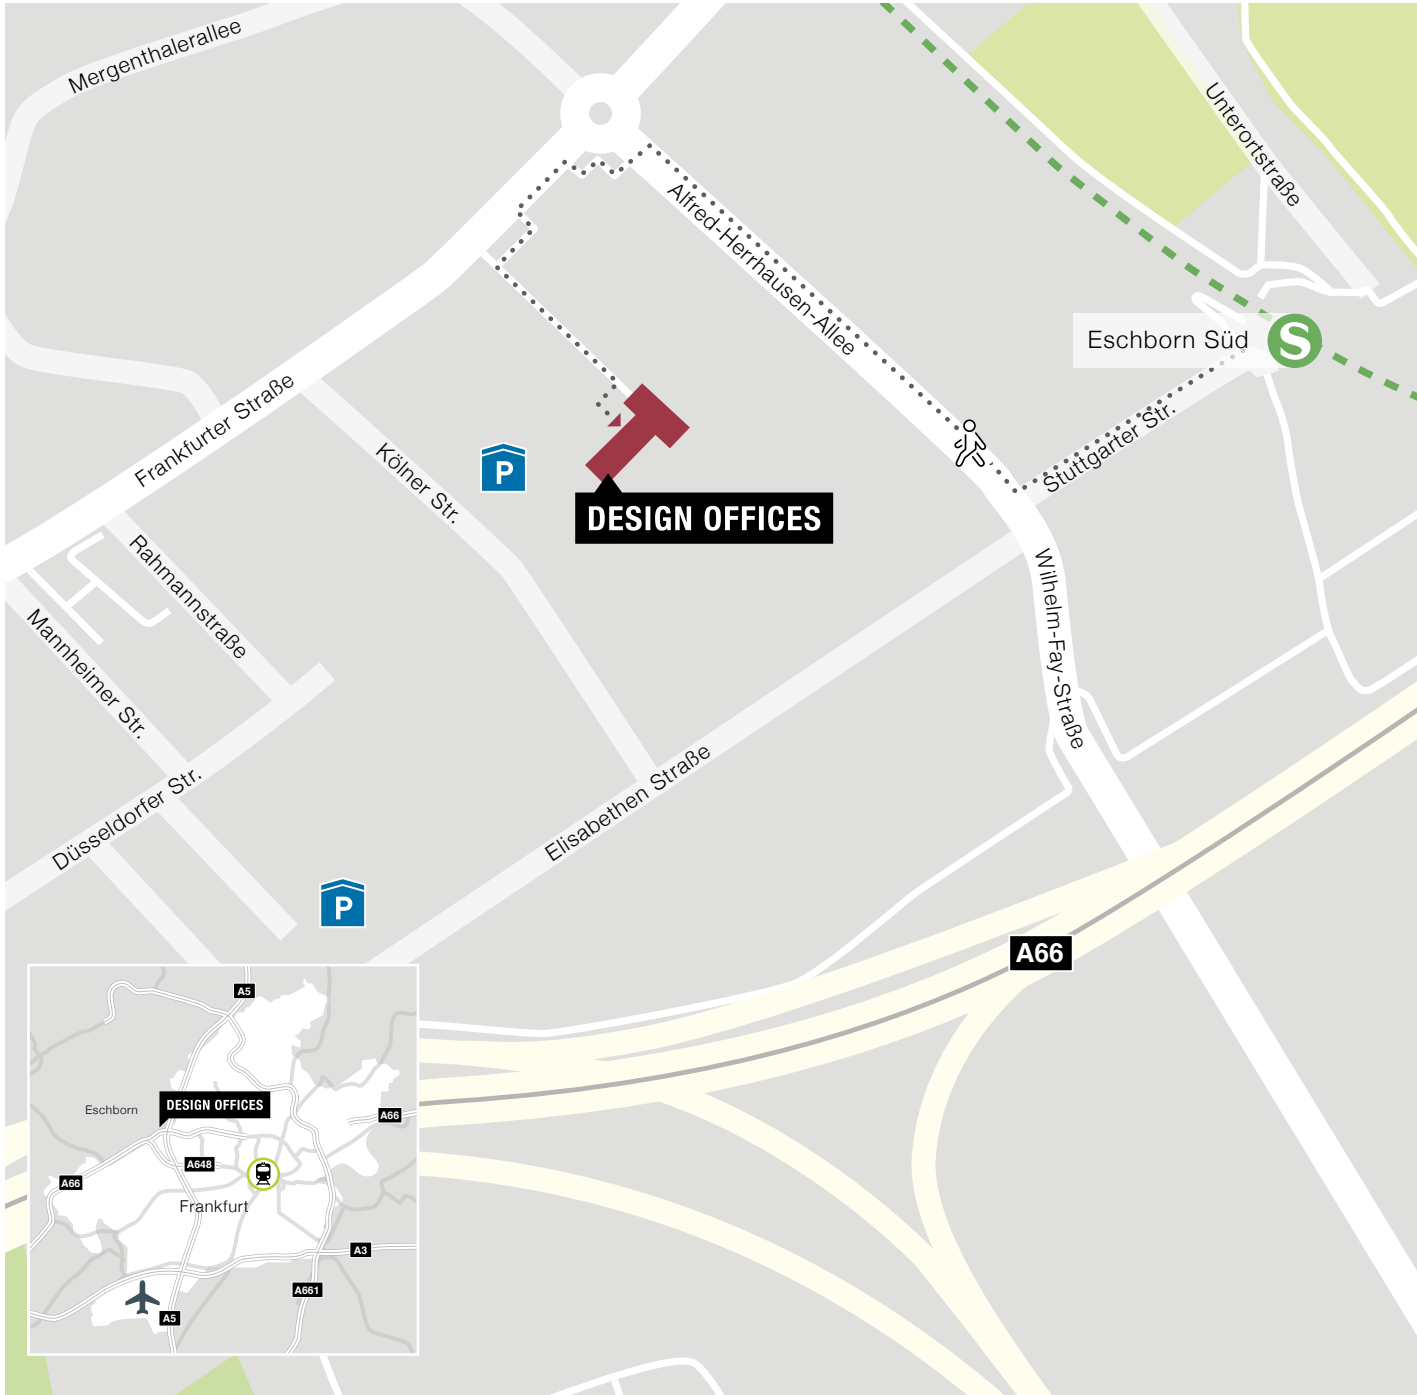 Mergenthalerallee
Unterortstraße
Alfred-Herrhausen-Allee
Eschborn Süd
S
Frankfurter Straße
Stuttgarter Str.
Kölner Str.
P
DESIGN OFFICES
Rahmannstraße
Wilhelm-Fay-Straße
Mannheimer Str.
Elisabethen Straße
Düsseldorfer Str.
P
A66
A5
DESIGN OFFICES
Eschborn
A66
A648
A66
Frankfurt
A3
A661
A5